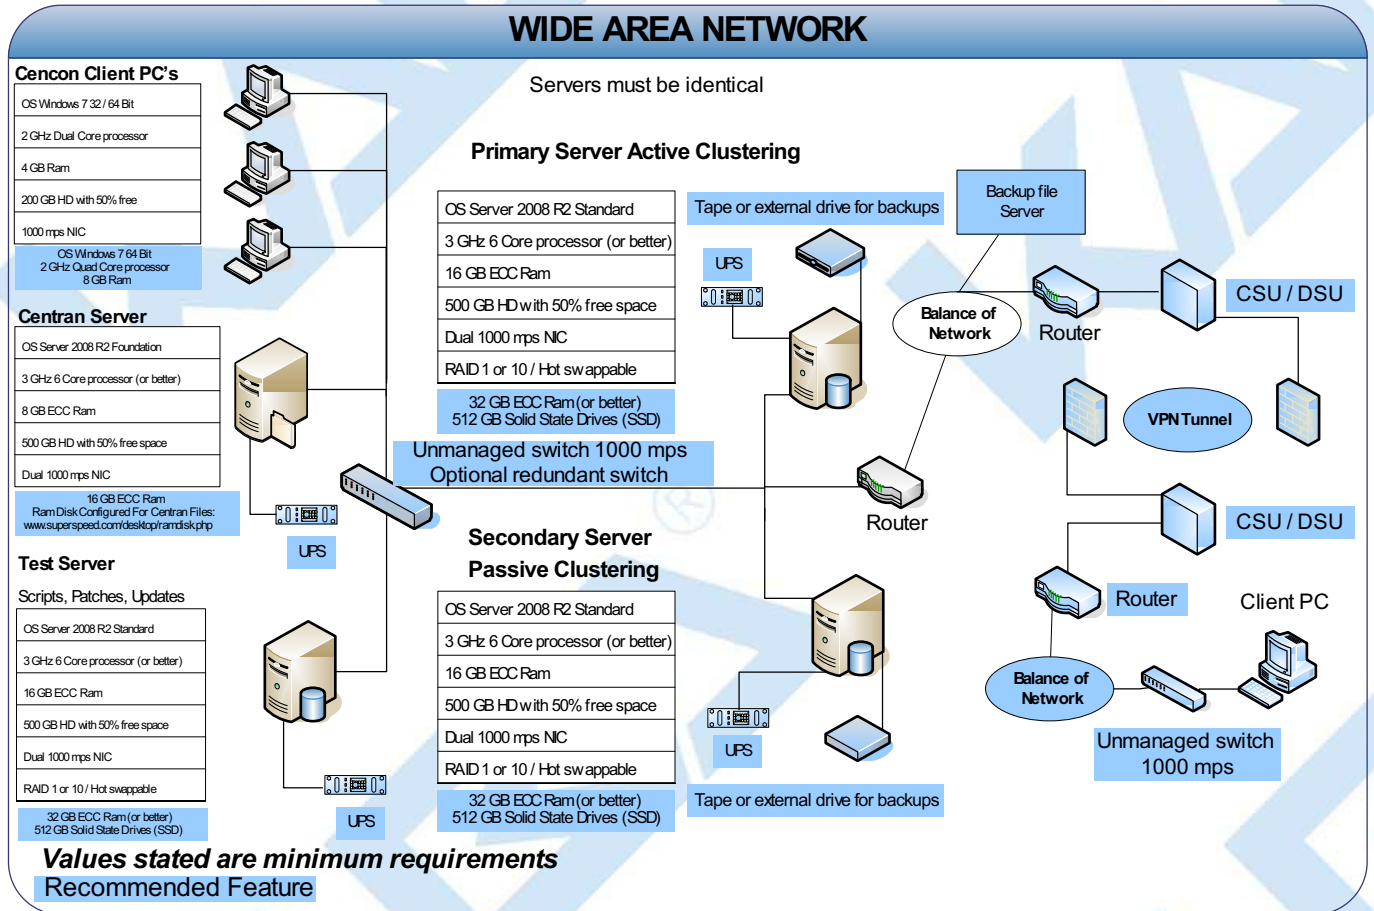 WIDE AREA NETWORK
Cencon Client PC's
OS Windows 7 32 / 64 Bit
2 GHz Dual Core processor
4 GB Ram
200 GB HD with 50% free
1000 mps NIC
OS Windows 7 64 Bit
2 GHz Quad Core processor
8 GB Ram
Centran Server
OS Server 2008 R2 Foundation
3 GHz 6 Core processor (or better)
8 GB ECC Ram
500 GB HD with 50% free space
Dual 1000 mps NIC
16 GB ECC Ram
Ram Disk Configured For Centran Files:
www.superspeed.com/desktop/ramdisk.php
UPS
Test Server
Scripts, Patches, Updates
OS Server 2008 R2 Standard
3 GHz 6 Core processor (or better)
16 GB ECC Ram
500 GB HD with 50% free space
Dual 1000 mps NIC
RAID 1 or 10 / Hot swappable
32 GB ECC Ram (or better)
512 GB Solid State Drives (SSD)
UPS
Servers must be identical
Primary Server Active Clustering
OS Server 2008 R2 Standard
3 GHz 6 Core processor (or better)
16 GB ECC Ram
500 GB HD with 50% free space
Dual 1000 mps NIC
RAID 1 or 10 / Hot swappable
32 GB ECC Ram (or better)
512 GB Solid State Drives (SSD)
Tape or external drive for backups
UPS
Unmanaged switch 1000 mps
Optional redundant switch
Secondary Server
Passive Clustering
OS Server 2008 R2 Standard
3 GHz 6 Core processor (or better)
16 GB ECC Ram
500 GB HD with 50% free space
Dual 1000 mps NIC
RAID 1 or 10 / Hot swappable
32 GB ECC Ram (or better)
512 GB Solid State Drives (SSD)
UPS
Tape or external drive for backups
Backup file
Server
Balance of
Network
Router
CSU / DSU
VPN Tunnel
Router
CSU / DSU
Router
Client PC
Balance of
Network
Unmanaged switch
1000 mps
Values stated are minimum requirements
Recommended Feature
®